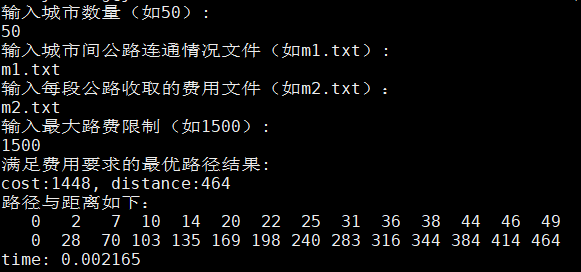 输入城市数量（如50）：
50
输入城市间公路连通情况文件（如m1.txt）：
m1.txt
输入每段公路收取的费用文件（如m2.txt）：
m2.txt
输入最大路费限制（如1500）：
1500
满足费用要求的最优路径结果:
cost:1448, distance:464
路径与距离如下：
0 2 7 10 14 20 22 25 31 36 38 44 46 49
0 28 70 103 135 169 198 240 283 316 344 384 414 464
time: 0.002165